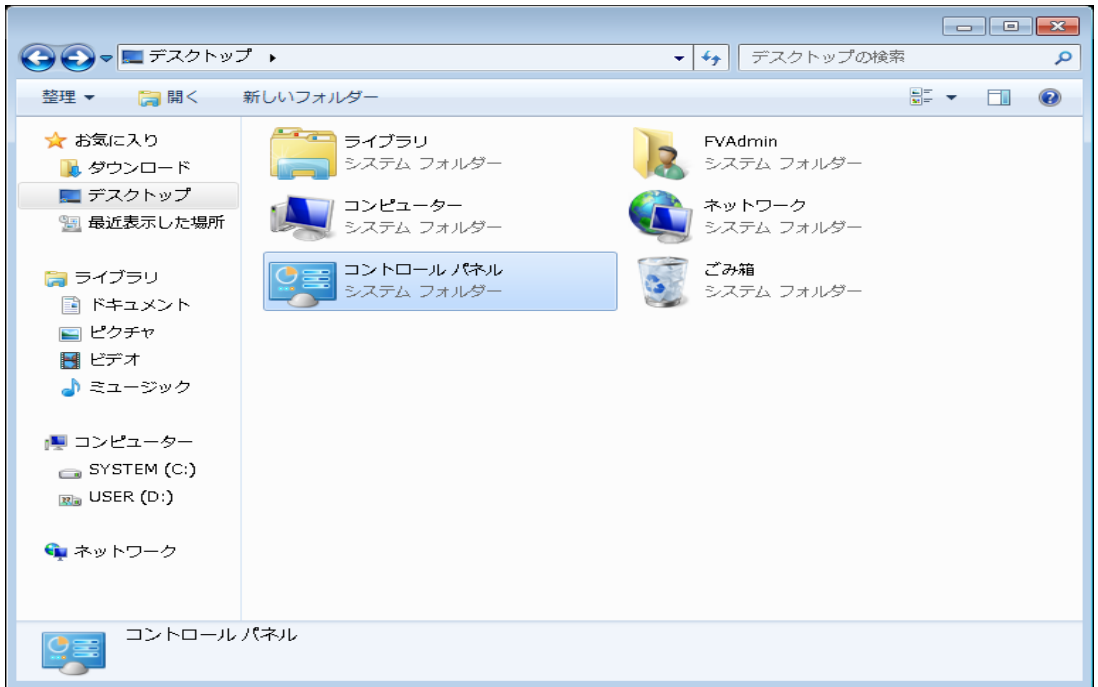 デスクトップ
デスクトップの検索
整理 開く 新しいフォルダー
お気に入り
ダウンロード
デスクトップ
最近表示した場所
ライブラリ
ドキュメント
ピクチャ
ビデオ
ミュージック
コンピューター
SYSTEM (C:)
USER (D:)
ネットワーク
ライブラリ
システム フォルダー
FVAdmin
システム フォルダー
コンピューター
システム フォルダー
ネットワーク
システム フォルダー
コントロール パネル
システム フォルダー
ごみ箱
システム フォルダー
コントロール パネル